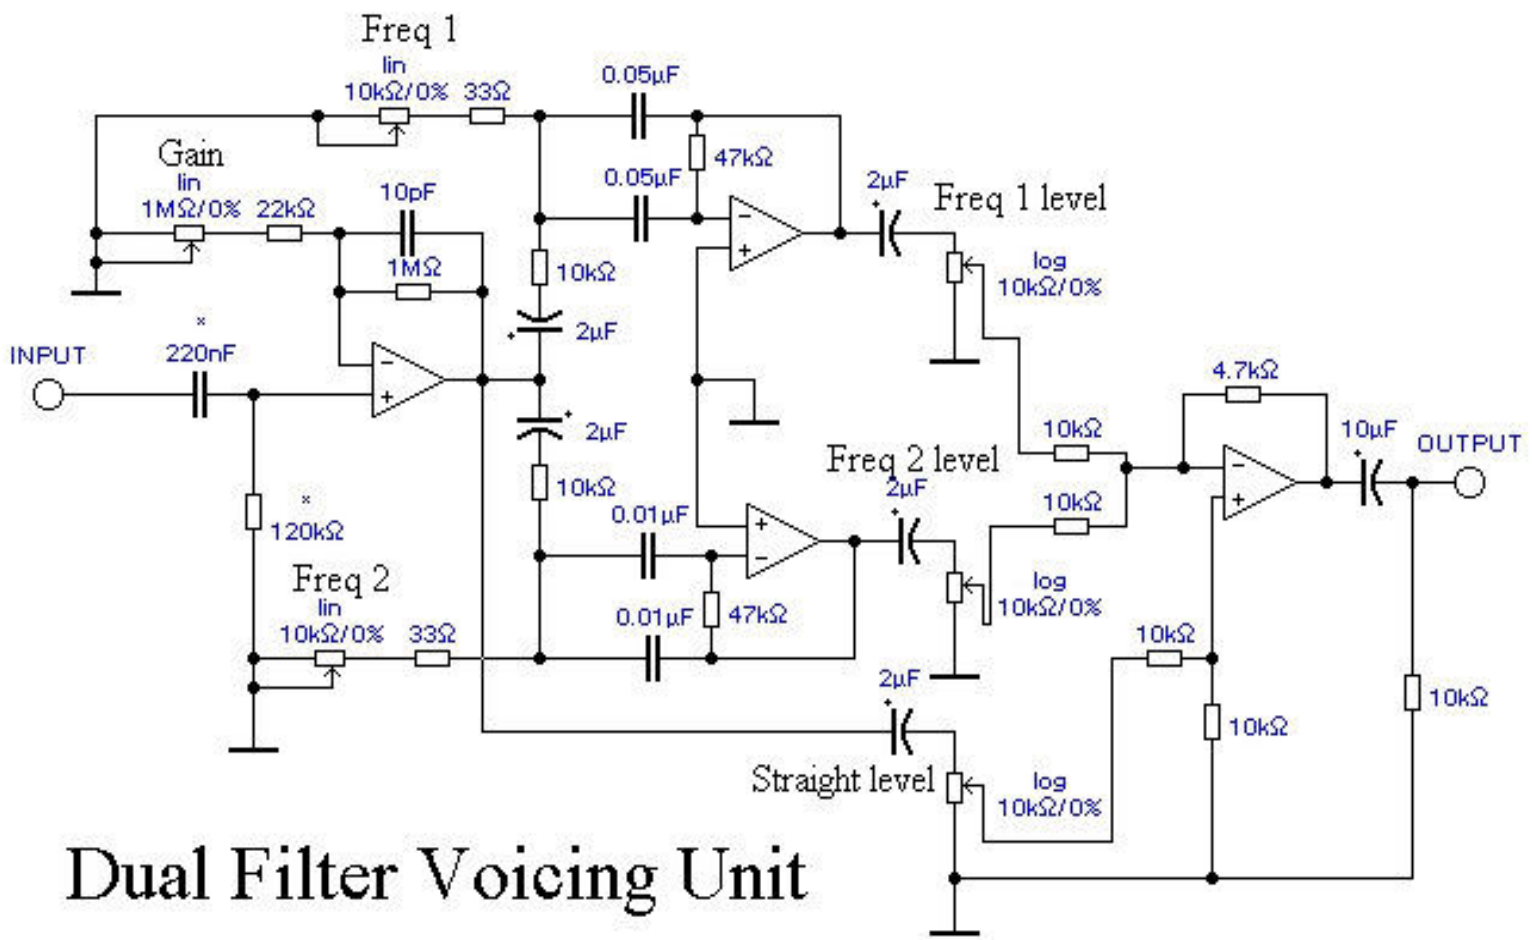 Freq 1
lin
10kΩ/0% 33Ω
0.05µF
47kΩ
Gain
lin
1MΩ/0% 22kΩ
10pF
1MΩ
0.05µF
-
+
2µF
Freq 1 level
log
10kΩ/0%
10kΩ
+
2µF
*
INPUT
220nF
-
+
+
2µF
10kΩ
4.7kΩ
10kΩ
-
+
10µF
+
OUTPUT
Freq 2 level
2µF
+
10kΩ
*
120kΩ
0.01µF
+
-
Freq 2
lin
10kΩ/0% 33Ω
0.01µF
47kΩ
log
10kΩ/0%
10kΩ
2µF
+
10kΩ
10kΩ
Straight level
log
10kΩ/0%
Dual Filter Voicing Unit